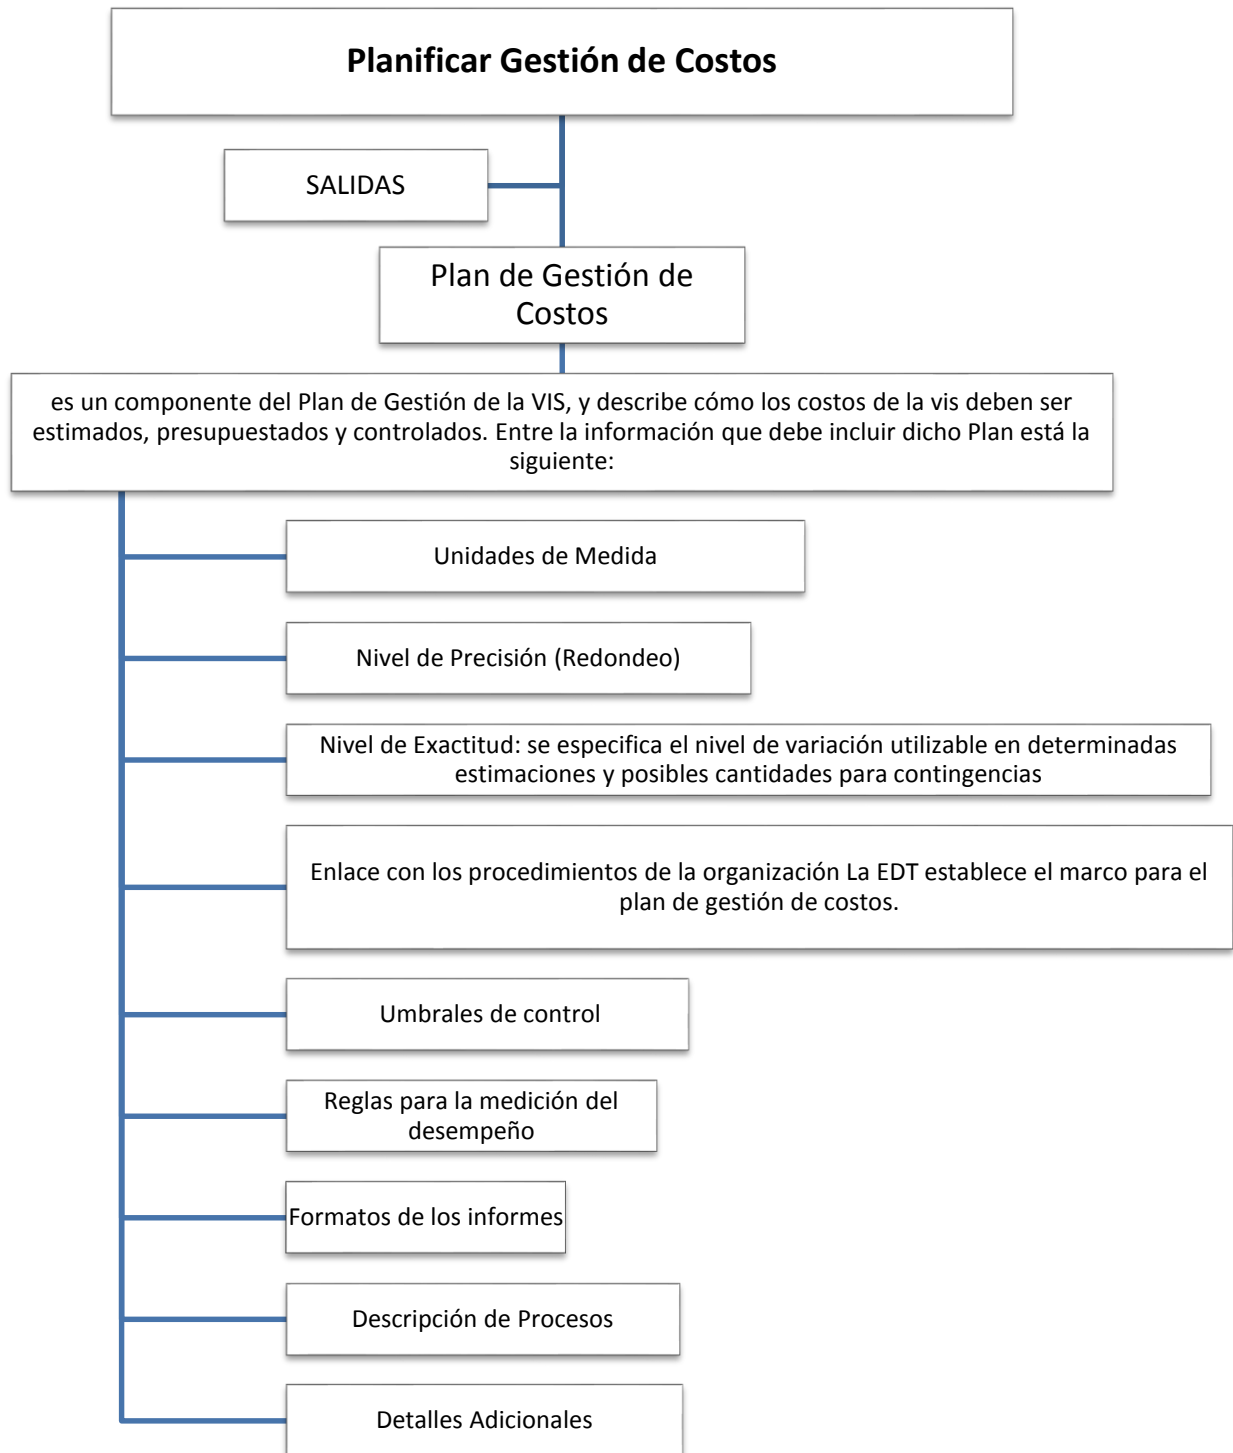 Planificar Gestión de Costos
SALIDAS
Plan de Gestión de
Costos
es un componente del Plan de Gestión de la VIS, y describe cómo los costos de la vis deben ser
estimados, presupuestados y controlados. Entre la información que debe incluir dicho Plan está la
siguiente:
Unidades de Medida
Nivel de Precisión (Redondeo)
Nivel de Exactitud: se especifica el nivel de variación utilizable en determinadas
estimaciones y posibles cantidades para contingencias
Enlace con los procedimientos de la organización La EDT establece el marco para el
plan de gestión de costos.
Umbrales de control
Reglas para la medición del
desempeño
Formatos de los informes
Descripción de Procesos
Detalles Adicionales